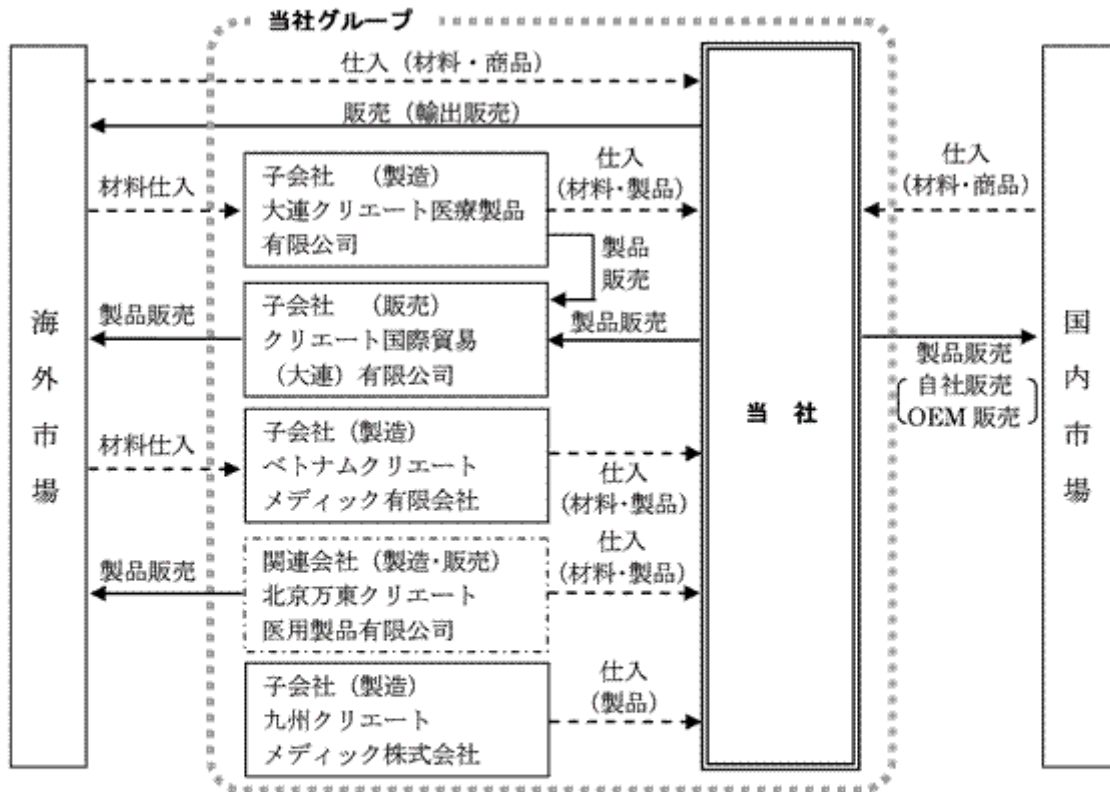 当社グループ
仕入（材料・商品）
販売（輸出販売）
材料仕入
子会社　（製造）
大連クリエート医療製品
有限公司
仕入
（材料・製品）
製品
販売
製品販売
子会社　（販売）
クリエート国際貿易
（大連）有限公司
製品販売
材料仕入
子会社（製造）
ベトナムクリエート
メディック有限会社
仕入
（材料・製品）
製品販売
関連会社（製造・販売）
北京万東クリエート
医用製品有限公司
仕入
（材料・製品）
子会社（製造）
九州クリエート
メディック株式会社
仕入
（製品）
海外市場
当　社
仕入
（材料・商品）
製品販売
自社販売
OEM 販売
国内市場